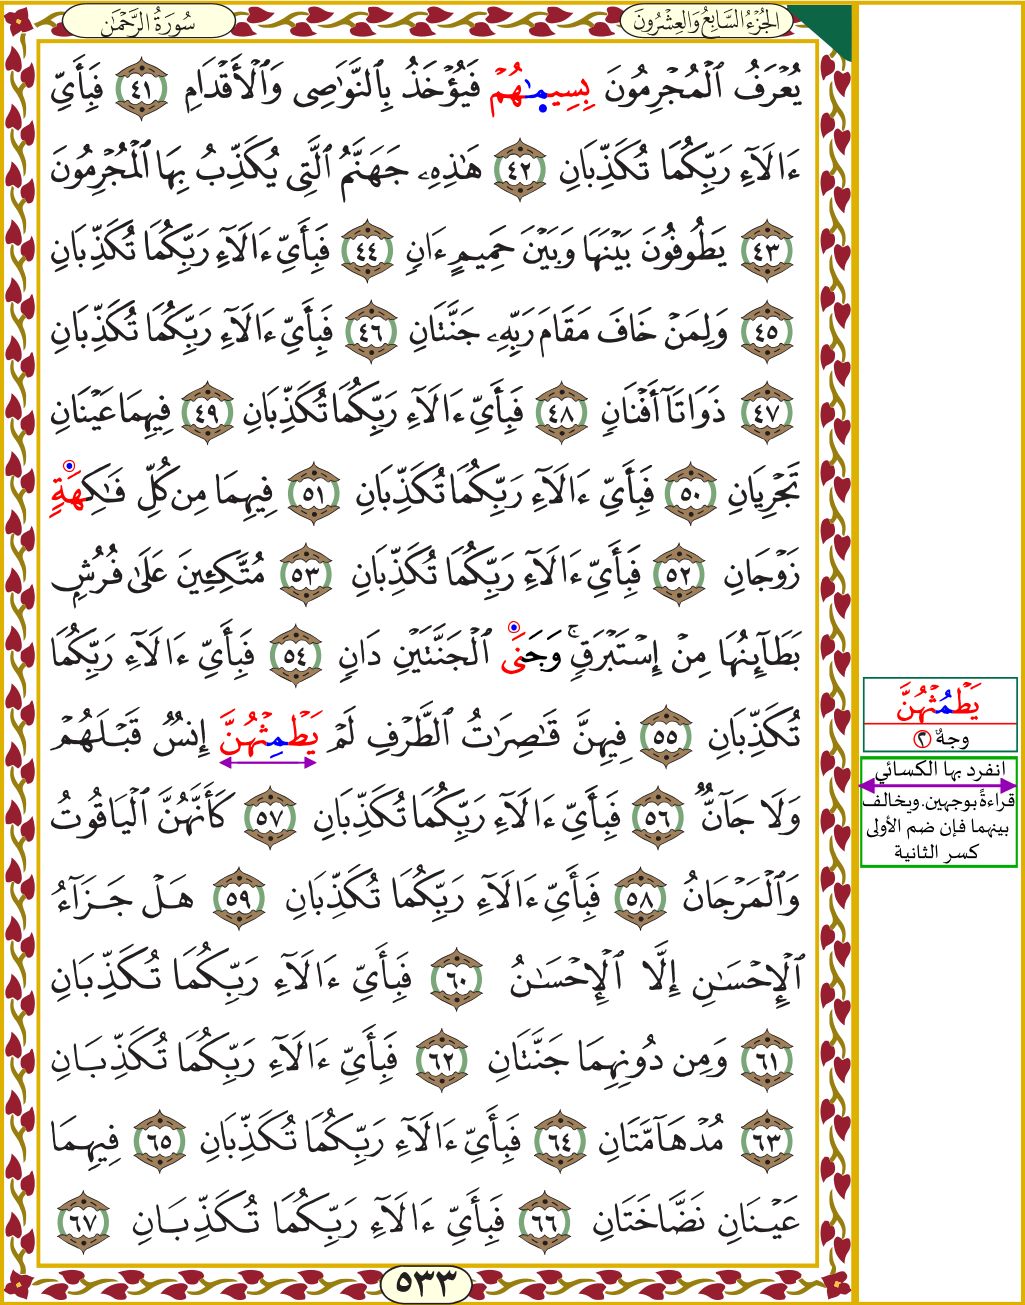 الجُزْءُ السَّابِعُ وَالعِشْرُونَ
سُورَةُ الرَّحْمَٰن
يُعْرَفُ ٱلْمُجْرِمُونَ بِسِيمَٰهُمْ فَيُؤْخَذُ بِٱلنَّوَٰصِى وَٱلْأَقْدَامِ ٤١ فَبِأَىِّ
ءَالَآءِ رَبِّكُمَا تُكَذِّبَانِ ٤٢ هَٰذِهِۦ جَهَنَّمُ ٱلَّتِى يُكَذِّبُ بِهَا ٱلْمُجْرِمُونَ
٤٣ يَطُوفُونَ بَيْنَهَا وَبَيْنَ حَمِيمٍ ءَانٍ ٤٤ فَبِأَىِّ ءَالَآءِ رَبِّكُمَا تُكَذِّبَانِ
٤٥ وَلِمَنْ خَافَ مَقَامَ رَبِّهِۦ جَنَّتَانِ ٤٦ فَبِأَىِّ ءَالَآءِ رَبِّكُمَا تُكَذِّبَانِ
٤٧ ذَوَاتَآ أَفْنَانٍ ٤٨ فَبِأَىِّ ءَالَآءِ رَبِّكُمَا تُكَذِّبَانِ ٤٩ فِيهِمَا عَيْنَانِ
تَجْرِيَانِ ٥٠ فَبِأَىِّ ءَالَآءِ رَبِّكُمَا تُكَذِّبَانِ ٥١ فِيهِمَا مِن كُلِّ فَٰكِهَةٍ
زَوْجَانِ ٥٢ فَبِأَىِّ ءَالَآءِ رَبِّكُمَا تُكَذِّبَانِ ٥٣ مُتَّكِـِٔينَ عَلَىٰ فُرُشٍ
بَطَآئِنُهَا مِنْ إِسْتَبْرَقٍ ۚ وَجَنَى ٱلْجَنَّتَيْنِ دَانٍ ٥٤ فَبِأَىِّ ءَالَآءِ رَبِّكُمَا
تُكَذِّبَانِ ٥٥ فِيهِنَّ قَٰصِرَٰتُ ٱلطَّرْفِ لَمْ يَطْمِثْهُنَّ إِنسٌ قَبْلَهُمْ
وَلَا جَآنٌّ ٥٦ فَبِأَىِّ ءَالَآءِ رَبِّكُمَا تُكَذِّبَانِ ٥٧ كَأَنَّهُنَّ ٱلْيَاقُوتُ
وَٱلْمَرْجَانُ ٥٨ فَبِأَىِّ ءَالَآءِ رَبِّكُمَا تُكَذِّبَانِ ٥٩ هَلْ جَزَآءُ
ٱلْإِحْسَٰنِ إِلَّا ٱلْإِحْسَٰنُ ٦٠ فَبِأَىِّ ءَالَآءِ رَبِّكُمَا تُكَذِّبَانِ
٦١ وَمِن دُونِهِمَا جَنَّتَانِ ٦٢ فَبِأَىِّ ءَالَآءِ رَبِّكُمَا تُكَذِّبَانِ
٦٣ مُدْهَآمَّتَانِ ٦٤ فَبِأَىِّ ءَالَآءِ رَبِّكُمَا تُكَذِّبَانِ ٦٥ فِيهِمَا
عَيْنَانِ نَضَّاخَتَانِ ٦٦ فَبِأَىِّ ءَالَآءِ رَبِّكُمَا تُكَذِّبَانِ ٦٧
٥٣٣
يَطْمُثْهُنَّ
وجهٌ ٢
انفرد بها الكسائي
قراءةً بوجهين. ويخالف
بينهما فإن ضم الأولى
كسر الثانية